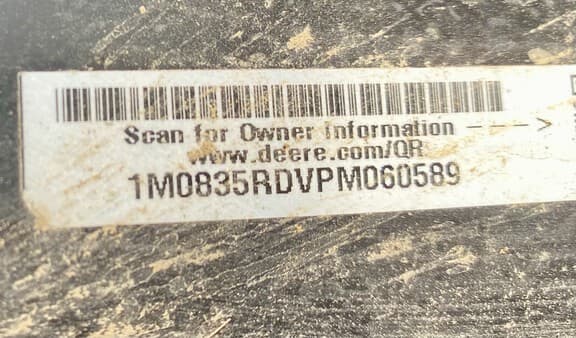 Scan for Owner Information - - - >
www.deere.com/QR
1M0835RDVPM060589